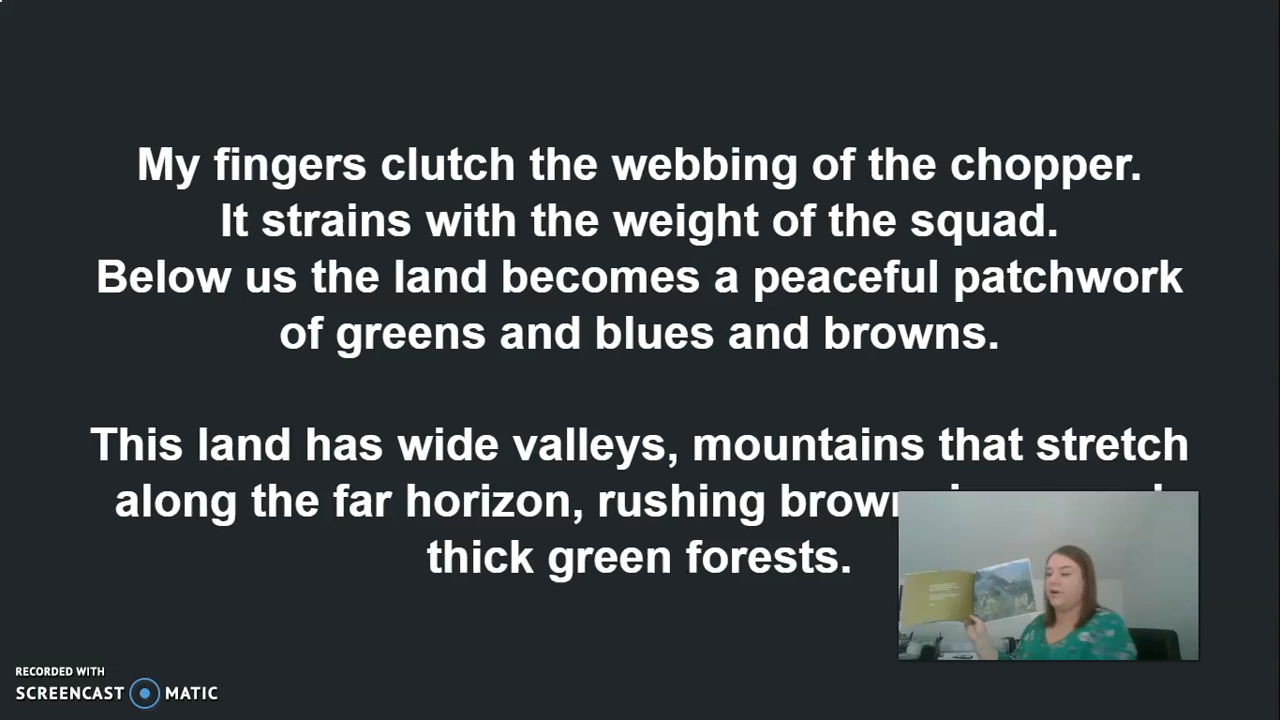 My fingers clutch the webbing of the chopper.
It strains with the weight of the squad.
Below us the land becomes a peaceful patchwork
of greens and blues and browns.
This land has wide valleys, mountains that stretch
along the far horizon, rushing brown
thick green forests.
RECORDED WITH
SCREENCAST MATIC